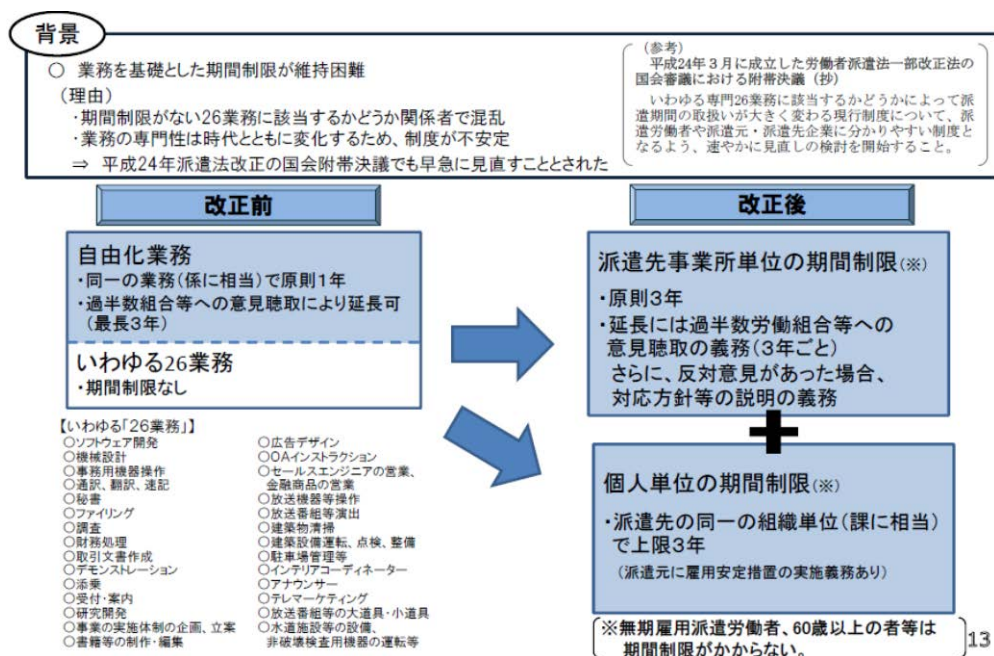 背景
○ 業務を基礎とした期間制限が維持困難
（理由）
・期間制限がない26業務に該当するかどうか関係者で混乱
・業務の専門性は時代とともに変化するため、制度が不安定
⇒ 平成24年派遣法改正の国会附帯決議でも早急に見直すこととされた
（参考）
平成24年３月に成立した労働者派遣法一部改正法の
国会審議における附帯決議（抄）
いわゆる専門26業務に該当するかどうかによって派
遣期間の取扱いが大きく変わる現行制度について、派
遣労働者や派遣元・派遣先企業に分かりやすい制度と
なるよう、速やかに見直しの検討を開始すること。
改正前
自由化業務
・同一の業務（係に相当）で原則1年
・過半数組合等への意見聴取により延長可
（最長3年）
いわゆる26業務
・期間制限なし
【いわゆる「26業務」】
○ソフトウェア開発
○機械設計
○事務用機器操作
○通訳、翻訳、速記
○秘書
○ファイリング
○調査
○財務処理
○取引文書作成
○デモンストレーション
○添乗
○受付・案内
○研究開発
○事業の実施体制の企画、立案
○書籍等の制作・編集
○広告デザイン
○OAインストラクション
○セールスエンジニアの営業、
金融商品の営業
○放送機器等操作
○放送番組等演出
○建築物清掃
○建築設備運転、点検、整備
○駐車場管理等
○インテリアコーディネーター
○アナウンサー
○テレマーケティング
○放送番組等の大道具・小道具
○水道施設等の設備、
非破壊検査用機器の運転等
改正後
派遣先事業所単位の期間制限（※）
・原則3年
・延長には過半数労働組合等への
意見聴取の義務（3年ごと）
さらに、反対意見があった場合、
対応方針等の説明の義務
個人単位の期間制限（※）
・派遣先の同一の組織単位（課に相当）
で上限3年
（派遣元に雇用安定措置の実施義務あり）
※無期雇用派遣労働者、60歳以上の者等は
期間制限がかからない。
13